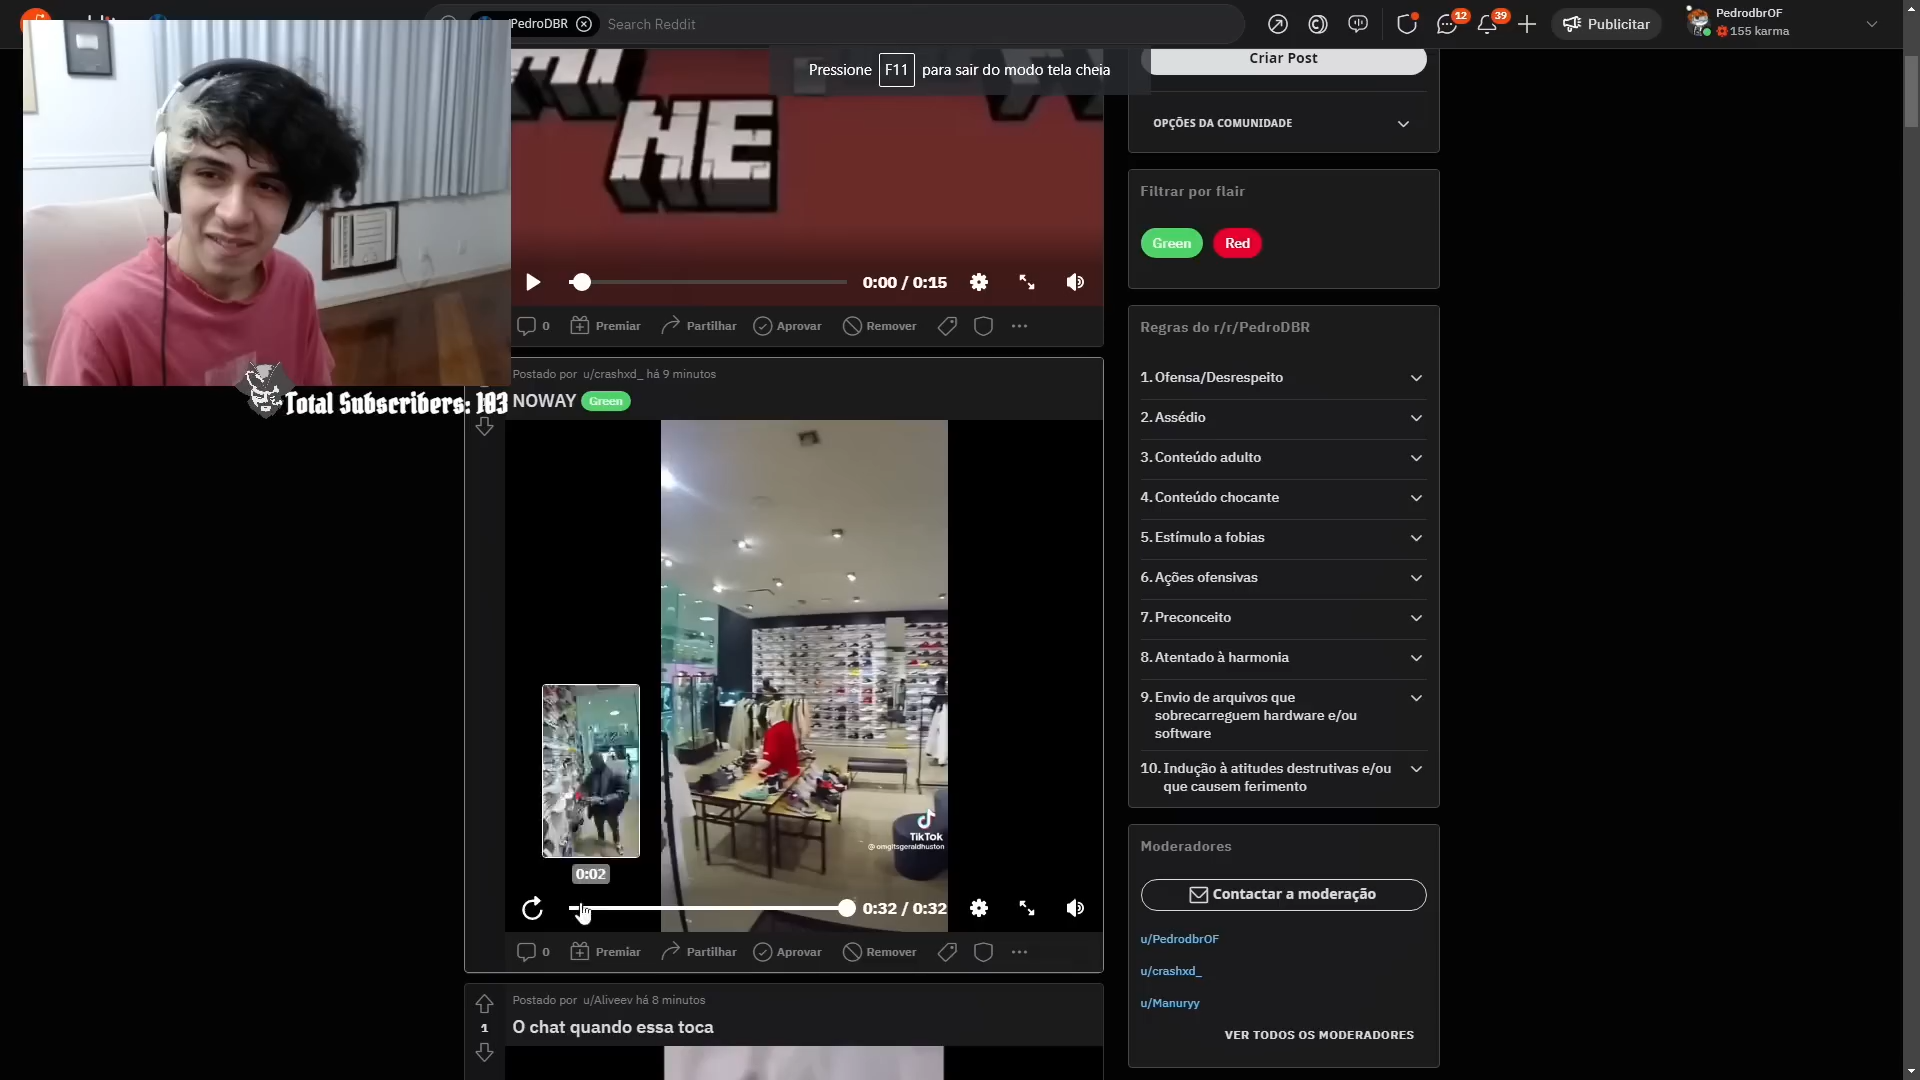 /PedroDBR
Search Reddit
12
39
Publicitar
PedrodbrOF
155 karma
Pressione F11 para sair do modo tela cheia
NE
0:00 / 0:15
0 Premiar Partilhar Aprovar Remover
Total Subscribers: 103
Postado por u/crashxd_ há 9 minutos
NOWAY Green
TikTok
@omgitsgeraldhuston
0:02
0:32 / 0:32
0 Premiar Partilhar Aprovar Remover
Postado por u/Aliveev há 8 minutos
1
O chat quando essa toca
Criar Post
OPÇÕES DA COMUNIDADE
Filtrar por flair
Green Red
Regras do r/r/PedroDBR
1. Ofensa/Desrespeito
2. Assédio
3. Conteúdo adulto
4. Conteúdo chocante
5. Estímulo a fobias
6. Ações ofensivas
7. Preconceito
8. Atentado à harmonia
9. Envio de arquivos que
sobrecarreguem hardware e/ou
software
10. Indução à atitudes destrutivas e/ou
que causem ferimento
Moderadores
Contactar a moderação
u/PedrodbrOF
u/crashxd_
u/Manuryy
VER TODOS OS MODERADORES